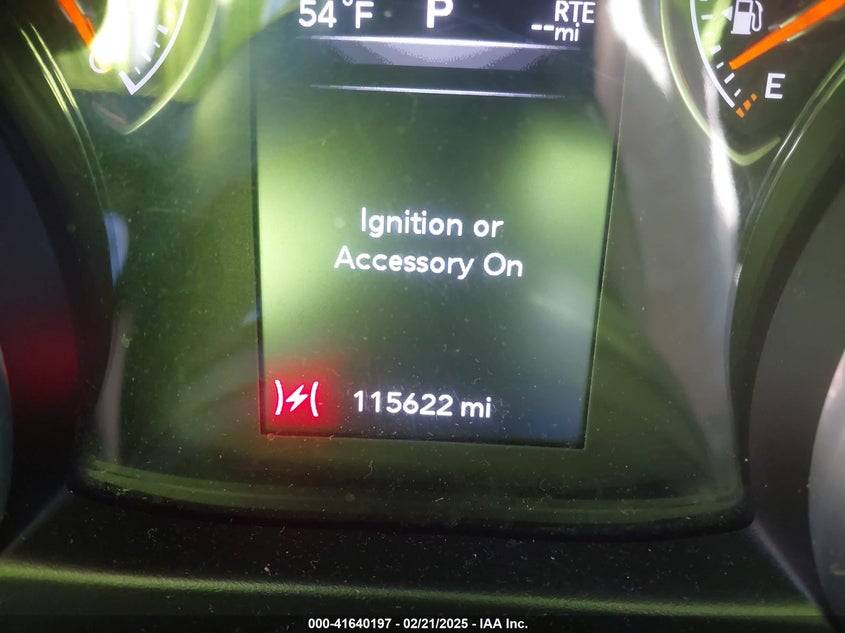 54°F P RTE
--mi
E
Ignition or
Accessory On
115622 mi
000-41640197 - 02/21/2025 - IAA Inc.